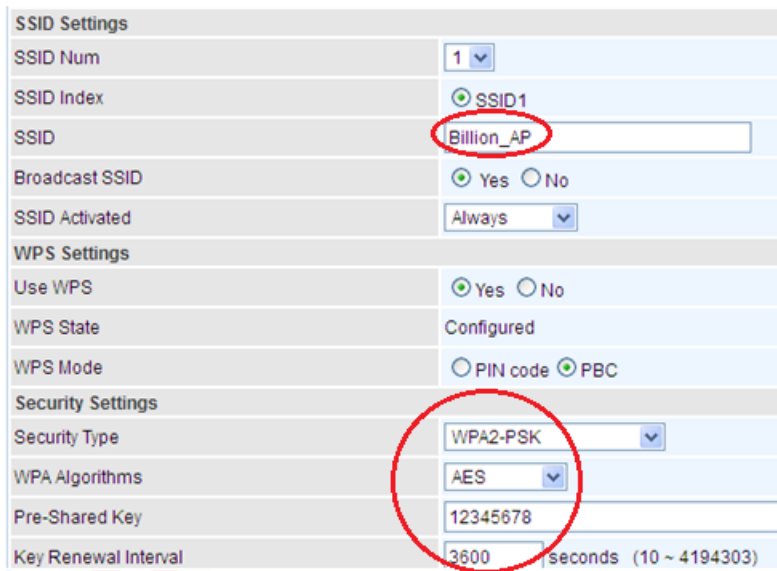 SSID Settings
SSID Num 1
SSID Index SSID1
SSID Billion_AP
Broadcast SSID Yes No
SSID Activated Always
WPS Settings
Use WPS Yes No
WPS State Configured
WPS Mode PIN code PBC
Security Settings
Security Type WPA2-PSK
WPA Algorithms AES
Pre-Shared Key 12345678
Key Renewal Interval 3600 seconds (10 ~ 4194303)